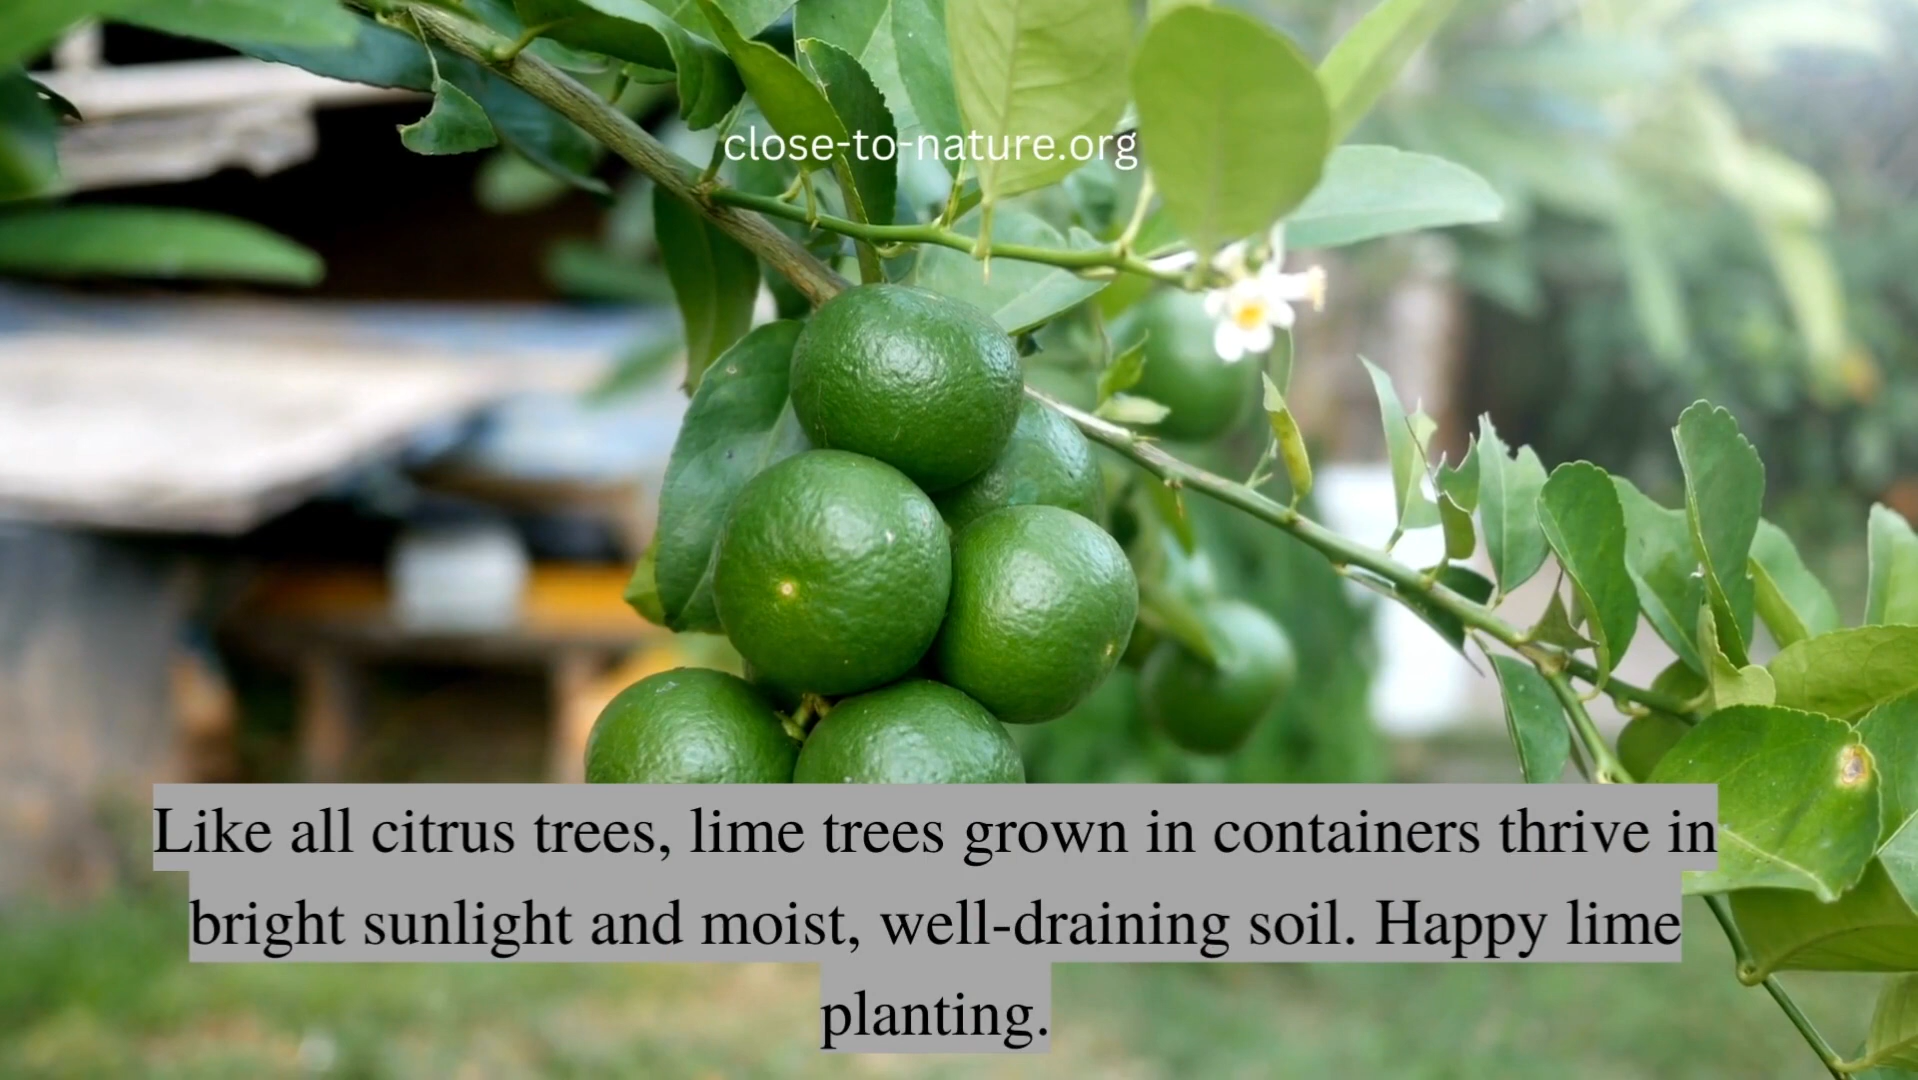 close-to-nature.org
Like all citrus trees, lime trees grown in containers thrive in
bright sunlight and moist, well-draining soil. Happy lime
planting.